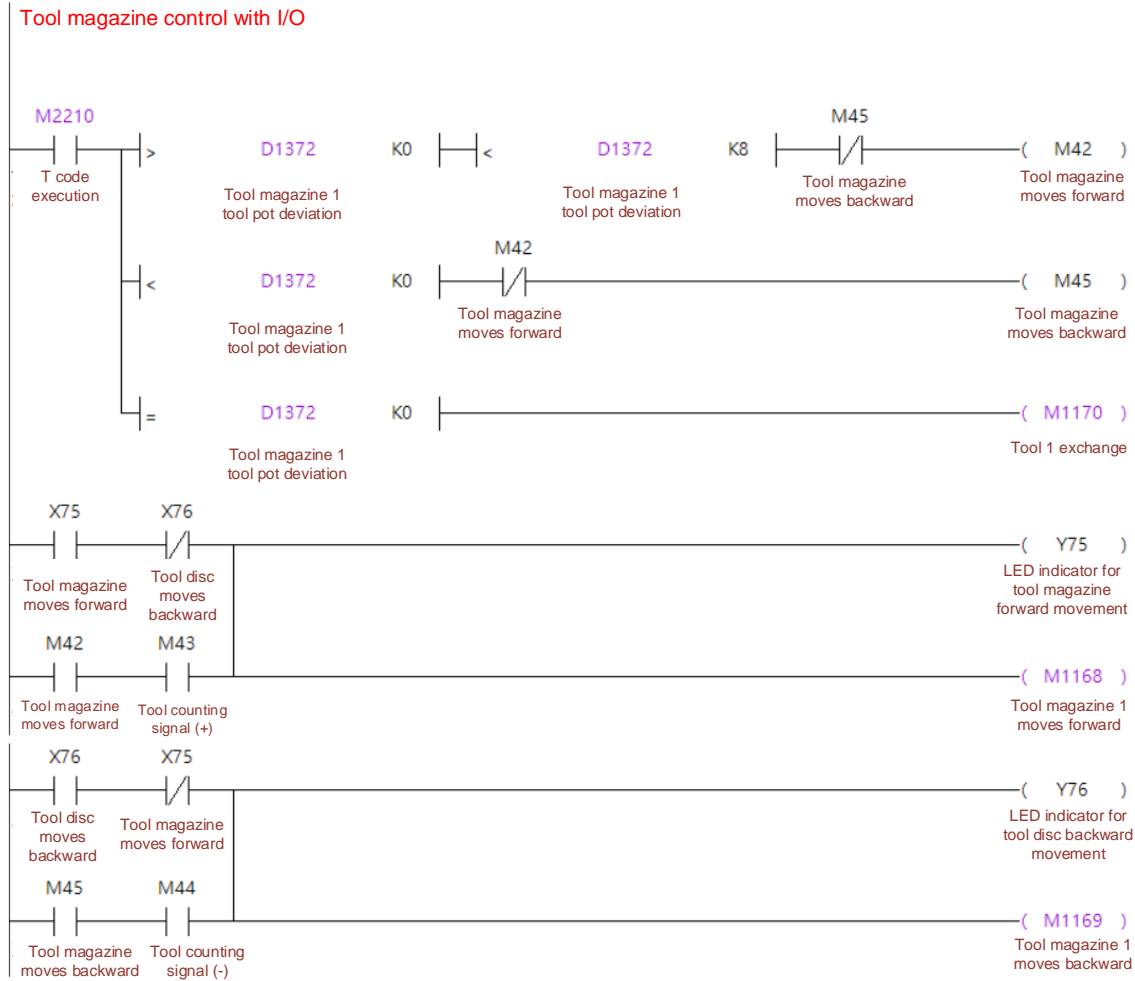 Tool magazine control with I/O
M2210
M45
> D1372 K0 < D1372 K8 ( M42 )
T code
execution
Tool magazine 1
tool pot deviation
Tool magazine 1
tool pot deviation
Tool magazine
moves backward
Tool magazine
moves forward
M42
< D1372 K0 ( M45 )
Tool magazine 1
tool pot deviation
Tool magazine
moves forward
Tool magazine
moves backward
= D1372 K0 ( M1170 )
Tool magazine 1
tool pot deviation
Tool 1 exchange
X75 X76
( Y75 )
Tool magazine
moves forward
Tool disc
moves
backward
LED indicator for
tool magazine
forward movement
M42 M43
( M1168 )
Tool magazine
moves forward
Tool counting
signal (+)
Tool magazine 1
moves forward
X76 X75
( Y76 )
Tool disc
moves
backward
Tool magazine
moves forward
LED indicator for
tool disc backward
movement
M45 M44
( M1169 )
Tool magazine
moves backward
Tool counting
signal (-)
Tool magazine 1
moves backward